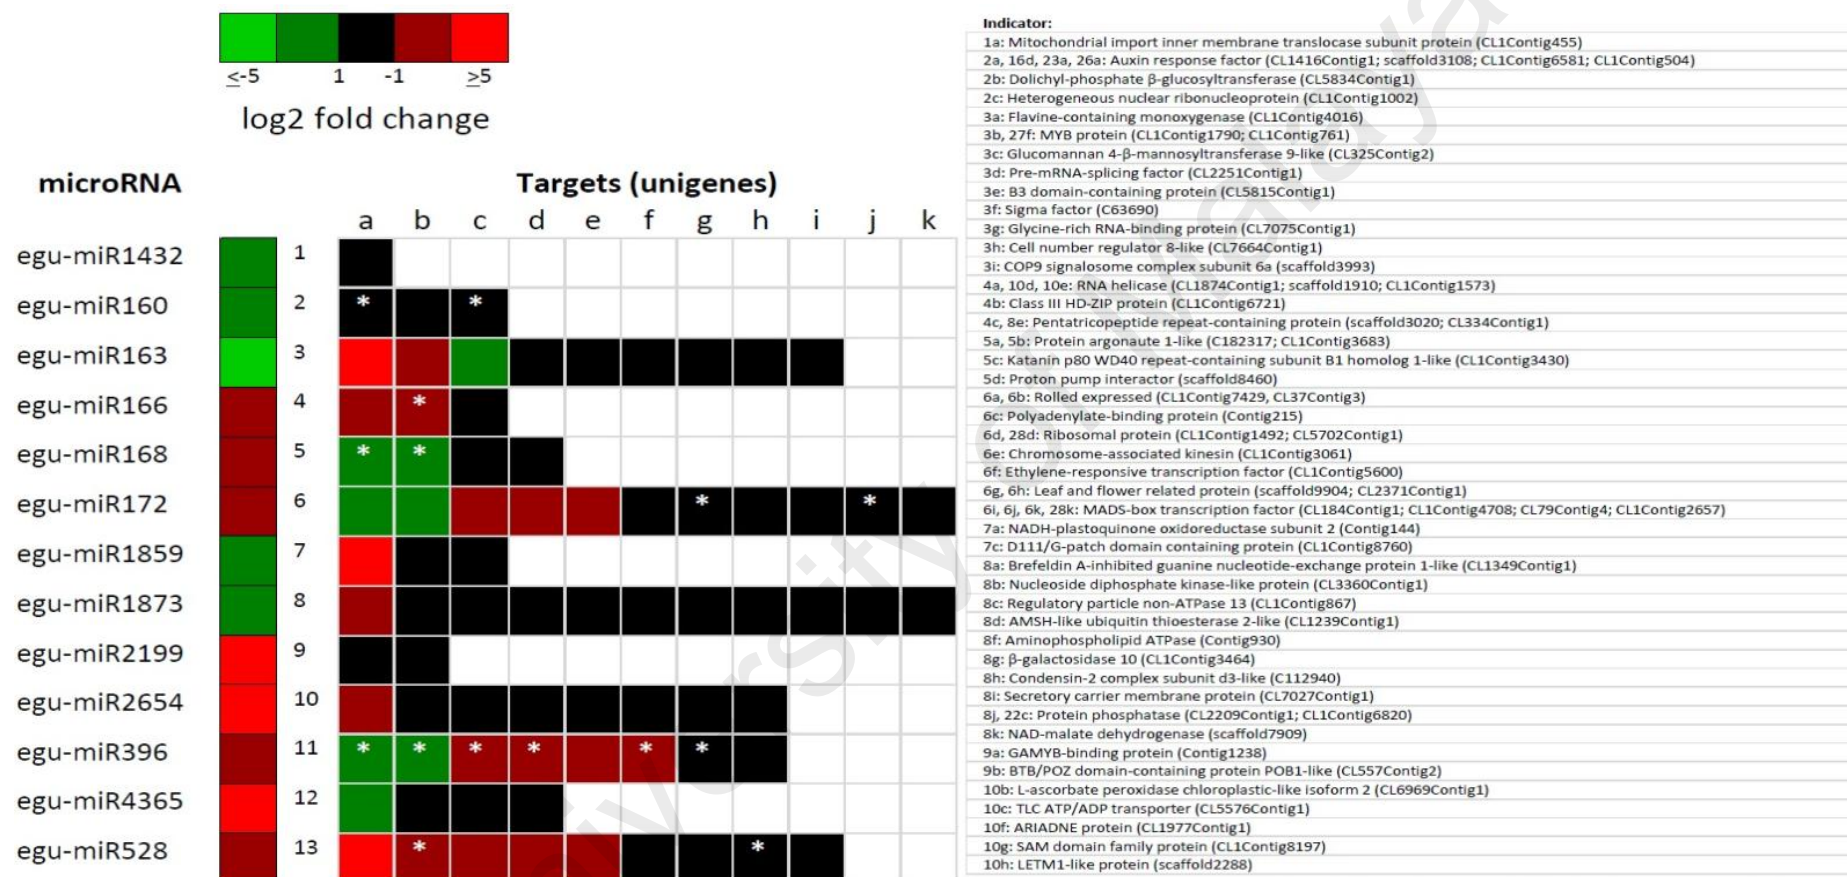 ≤-5 1 -1 ≥5
log2 fold change
microRNA
Targets (unigenes)
a b c d e f g h i j k
egu-miR1432 1
egu-miR160 2 * *
egu-miR163 3
egu-miR166 4 *
egu-miR168 5 * *
egu-miR172 6 * *
egu-miR1859 7
egu-miR1873 8
egu-miR2199 9
egu-miR2654 10
egu-miR396 11 * * * * * *
egu-miR4365 12
egu-miR528 13 * *
Indicator:
1a: Mitochondrial import inner membrane translocase subunit protein (CL1Contig455)
2a, 16d, 23a, 26a: Auxin response factor (CL1416Contig1; scaffold3108; CL1Contig6581; CL1Contig504)
2b: Dolichyl-phosphate β-glucosyltransferase (CL5834Contig1)
2c: Heterogeneous nuclear ribonucleoprotein (CL1Contig1002)
3a: Flavine-containing monoxygenase (CL1Contig4016)
3b, 27f: MYB protein (CL1Contig1790; CL1Contig761)
3c: Glucomannan 4-β-mannosyltransferase 9-like (CL325Contig2)
3d: Pre-mRNA-splicing factor (CL2251Contig1)
3e: B3 domain-containing protein (CL5815Contig1)
3f: Sigma factor (C63690)
3g: Glycine-rich RNA-binding protein (CL7075Contig1)
3h: Cell number regulator 8-like (CL7664Contig1)
3i: COP9 signalosome complex subunit 6a (scaffold3993)
4a, 10d, 10e: RNA helicase (CL1874Contig1; scaffold1910; CL1Contig1573)
4b: Class III HD-ZIP protein (CL1Contig6721)
4c, 8e: Pentatricopeptide repeat-containing protein (scaffold3020; CL334Contig1)
5a, 5b: Protein argonaute 1-like (C182317; CL1Contig3683)
5c: Katanin p80 WD40 repeat-containing subunit B1 homolog 1-like (CL1Contig3430)
5d: Proton pump interactor (scaffold8460)
6a, 6b: Rolled expressed (CL1Contig7429, CL37Contig3)
6c: Polyadenylate-binding protein (Contig215)
6d, 28d: Ribosomal protein (CL1Contig1492; CL5702Contig1)
6e: Chromosome-associated kinesin (CL1Contig3061)
6f: Ethylene-responsive transcription factor (CL1Contig5600)
6g, 6h: Leaf and flower related protein (scaffold9904; CL2371Contig1)
6i, 6j, 6k, 28k: MADS-box transcription factor (CL184Contig1; CL1Contig4708; CL79Contig4; CL1Contig2657)
7a: NADH-plastoquinone oxidoreductase subunit 2 (Contig144)
7c: D111/G-patch domain containing protein (CL1Contig8760)
8a: Brefeldin A-inhibited guanine nucleotide-exchange protein 1-like (CL1349Contig1)
8b: Nucleoside diphosphate kinase-like protein (CL3360Contig1)
8c: Regulatory particle non-ATPase 13 (CL1Contig867)
8d: AMSH-like ubiquitin thioesterase 2-like (CL1239Contig1)
8f: Aminophospholipid ATPase (Contig930)
8g: β-galactosidase 10 (CL1Contig3464)
8h: Condensin-2 complex subunit d3-like (C112940)
8i: Secretory carrier membrane protein (CL7027Contig1)
8j, 22c: Protein phosphatase (CL2209Contig1; CL1Contig6820)
8k: NAD-malate dehydrogenase (scaffold7909)
9a: GAMYB-binding protein (Contig1238)
9b: BTB/POZ domain-containing protein POB1-like (CL557Contig2)
10b: L-ascorbate peroxidase chloroplastic-like isoform 2 (CL6969Contig1)
10c: TLC ATP/ADP transporter (CL5576Contig1)
10f: ARIADNE protein (CL1977Contig1)
10g: SAM domain family protein (CL1Contig8197)
10h: LETM1-like protein (scaffold2288)
versity of Malaya